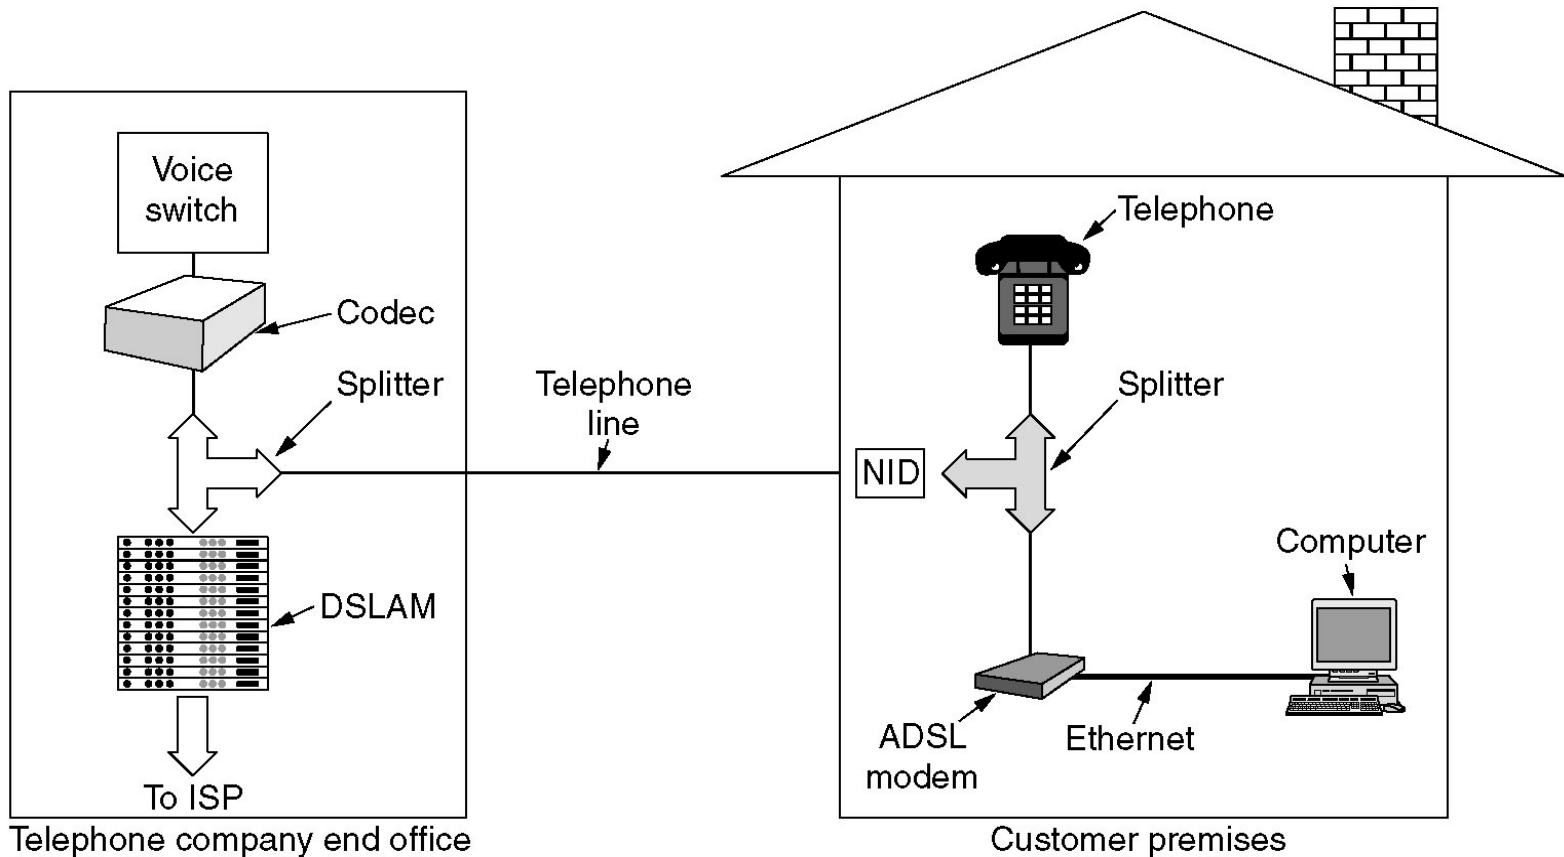 Voice
switch
Codec
Splitter
DSLAM
To ISP
Telephone company end office
Telephone
line
Telephone
Splitter
NID
Computer
ADSL
modem
Ethernet
Customer premises